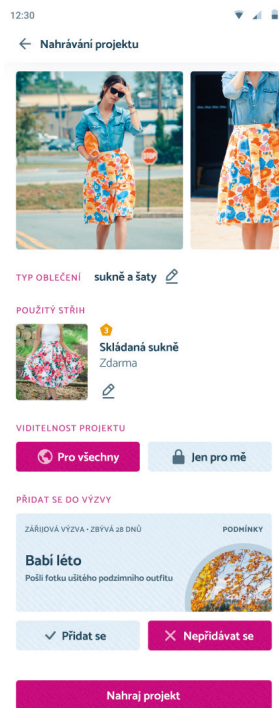 12:30
Nahrávání projektu
TYP OBLEČENÍ sukně a šaty
POUŽITÝ STŘIH
3
Skládaná sukně
Zdarma
VIDITELNOST PROJEKTU
Pro všechny Jen pro mě
PŘIDAT SE DO VÝZVY
ZÁŘIJOVÁ VÝZVA • ZBÝVÁ 28 DNŮ PODMÍNKY
Babí léto
Pošli fotku ušitého podzimního outfitu
Přidat se Nepřidávat se
Nahraj projekt